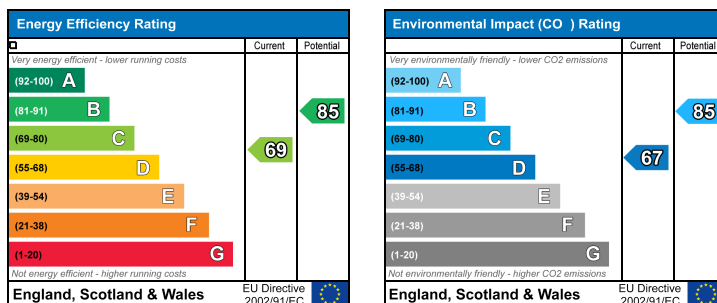 Energy Efficiency Rating
Current Potential
Very energy efficient - lower running costs
(92-100) A
(81-91) B
85
(69-80) C
69
(55-68) D
(39-54) E
(21-38) F
(1-20) G
Not energy efficient - higher running costs
England, Scotland & Wales
EU Directive
2002/91/EC
Environmental Impact (CO ) Rating
Current Potential
Very environmentally friendly - lower CO2 emissions
(92-100) A
(81-91) B
85
(69-80) C
(55-68) D
67
(39-54) E
(21-38) F
(1-20) G
Not environmentally friendly - higher CO2 emissions
England, Scotland & Wales
EU Directive
2002/91/EC